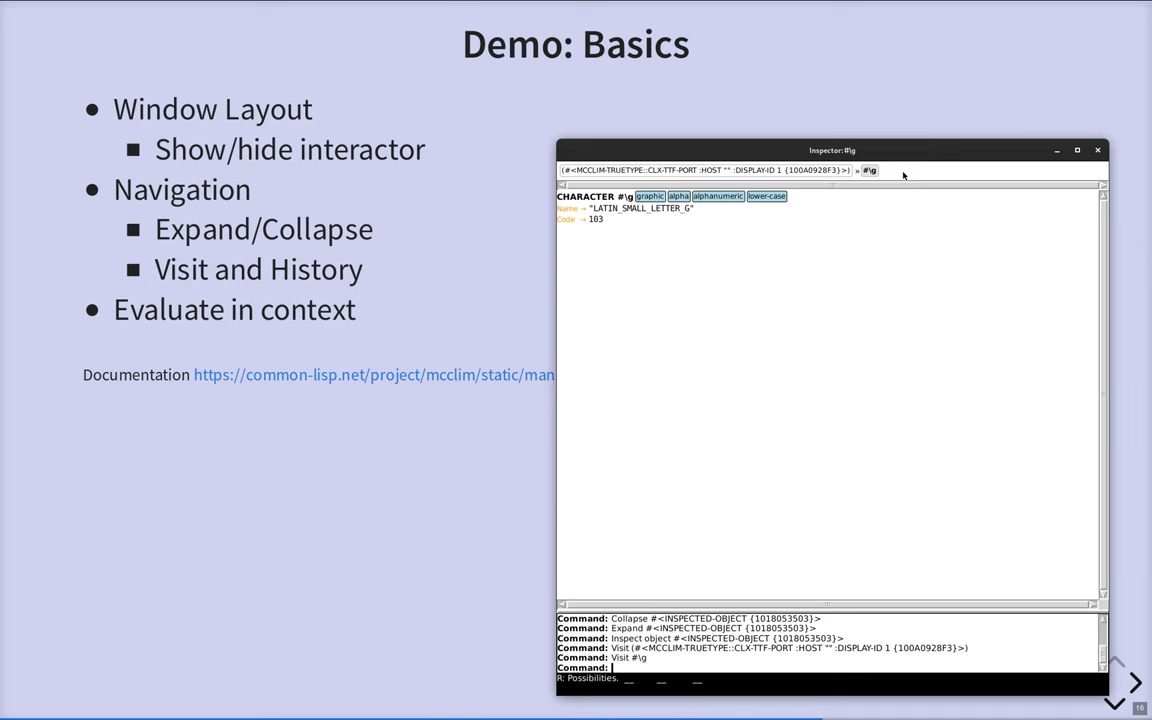 Demo: Basics
Window Layout
Show/hide interactor
Navigation
Expand/Collapse
Visit and History
Evaluate in context
Documentation https://common-lisp.net/project/mcclim/static/man
Inspector: #\g
(#<MCCLIM-TRUETYPE::CLX-TTF-PORT :HOST "" :DISPLAY-ID 1 {100A0928F3}>) » #\g
CHARACTER #\g graphic alpha alphanumeric lower-case
Name → "LATIN_SMALL_LETTER_G"
Code → 103
Command: Collapse #<INSPECTED-OBJECT {1018053503}>
Command: Expand #<INSPECTED-OBJECT {1018053503}>
Command: Inspect object #<INSPECTED-OBJECT {1018053503}>
Command: Visit (#<MCCLIM-TRUETYPE::CLX-TTF-PORT :HOST "" :DISPLAY-ID 1 {100A0928F3}>)
Command: Visit #\g
Command:
R: Possibilities.
16